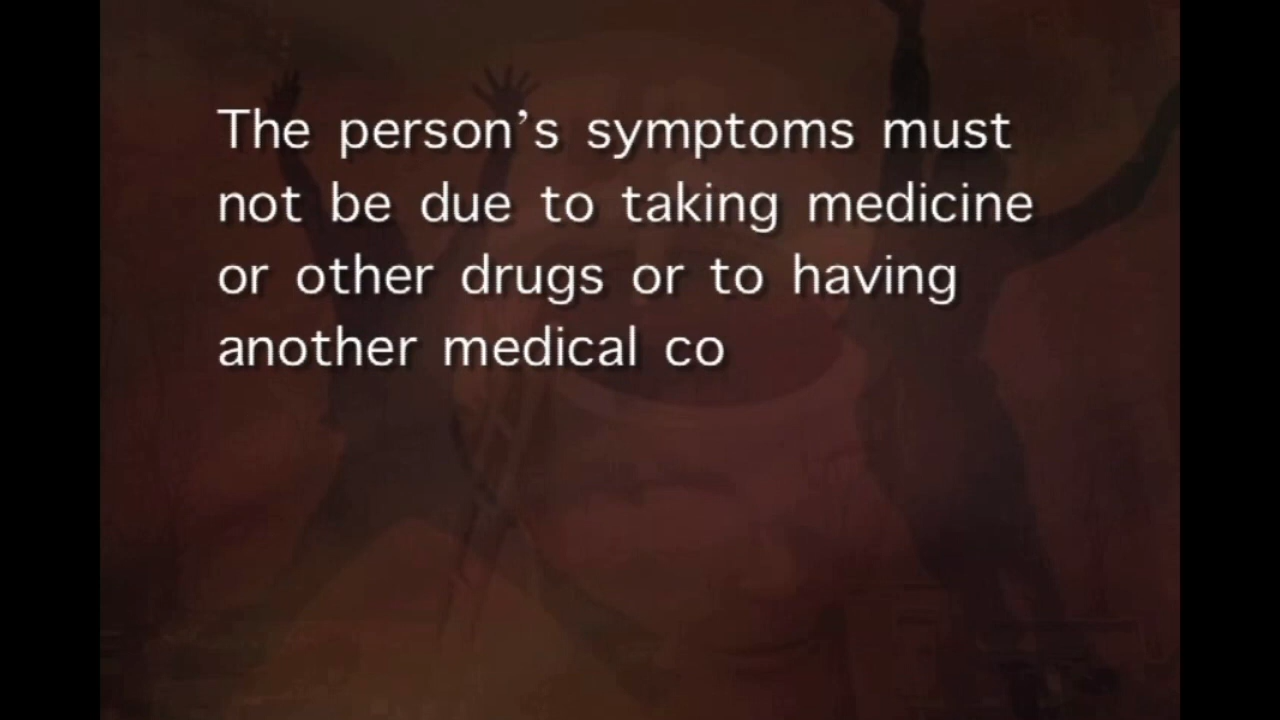 The person's symptoms must
not be due to taking medicine
or other drugs or to having
another medical co